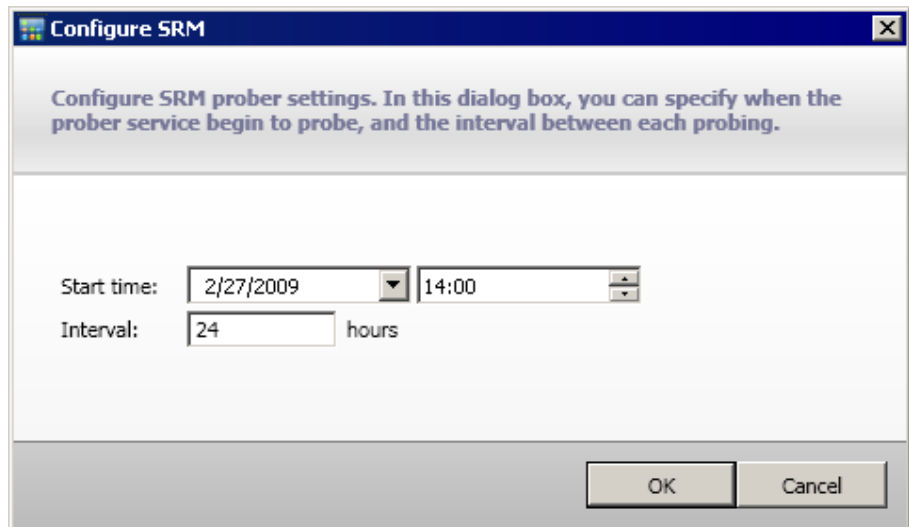 Configure SRM
Configure SRM prober settings. In this dialog box, you can specify when the
prober service begin to probe, and the interval between each probing.
Start time: 2/27/2009 14:00
Interval: 24 hours
OK Cancel